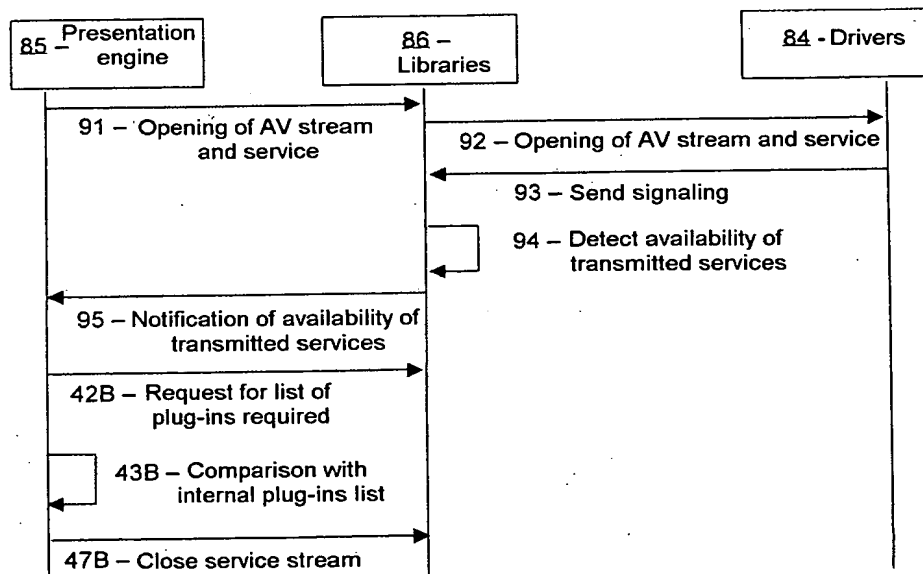 85 – Presentation
engine
86 –
Libraries
84 - Drivers
91 – Opening of AV stream
and service
92 – Opening of AV stream and service
93 – Send signaling
94 – Detect availability of
transmitted services
95 – Notification of availability of
transmitted services
42B – Request for list of
plug-ins required
43B – Comparison with
internal plug-ins list
47B – Close service stream